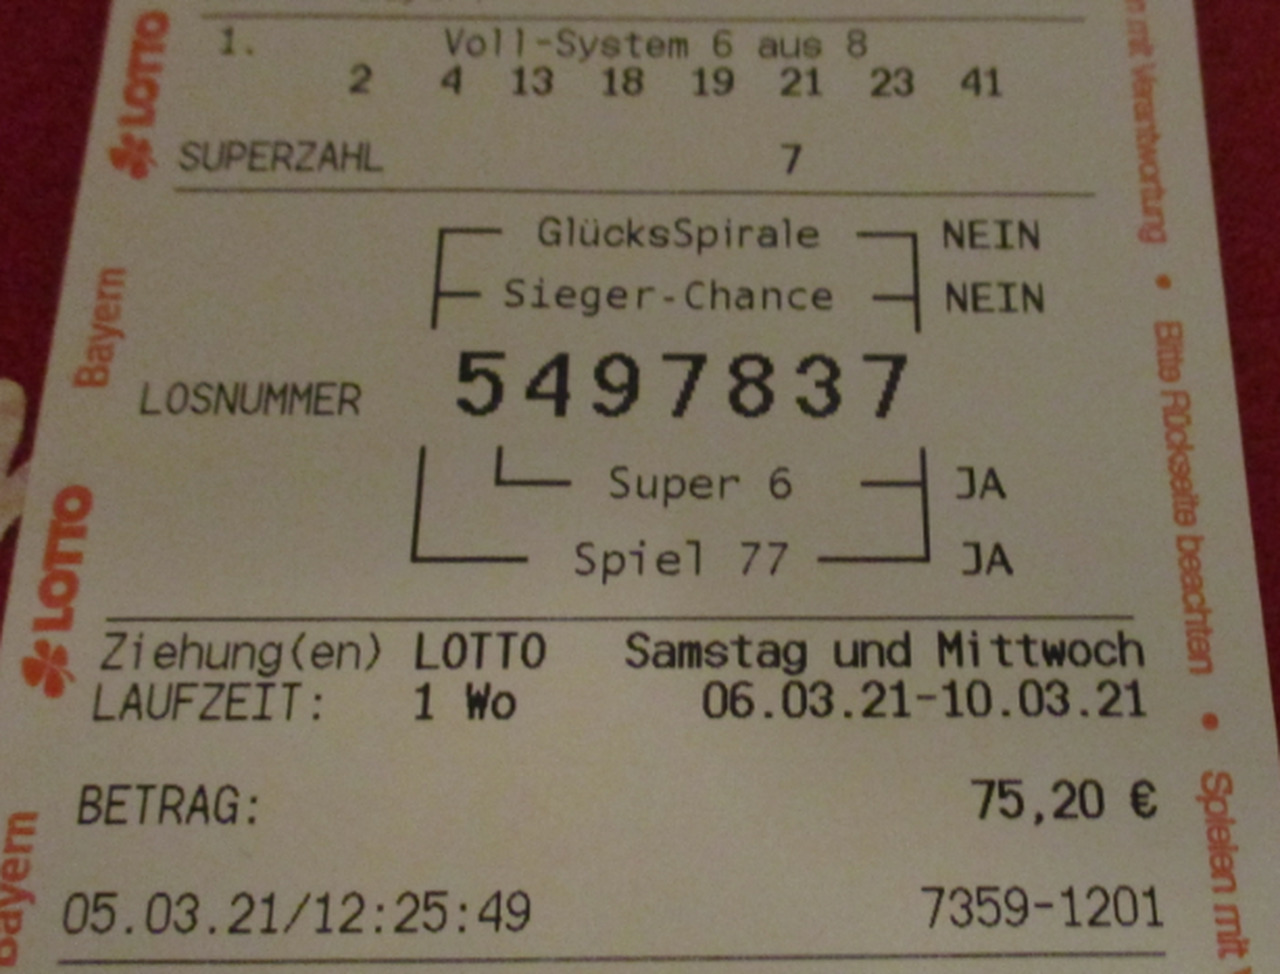 1. Voll-System 6 aus 8
2 4 13 18 19 21 23 41
SUPERZAHL 7
GlücksSpirale NEIN
Sieger-Chance NEIN
LOSNUMMER 5497837
Super 6 JA
Spiel 77 JA
Ziehung(en) LOTTO Samstag und Mittwoch
LAUFZEIT: 1 Wo 06.03.21-10.03.21
BETRAG: 75,20 €
05.03.21/12:25:49 7359-1201
LOTTO
Bayern
LOTTO
Bayern
mit Verantwortung • Bitte Rückseite beachten • Spielen mit